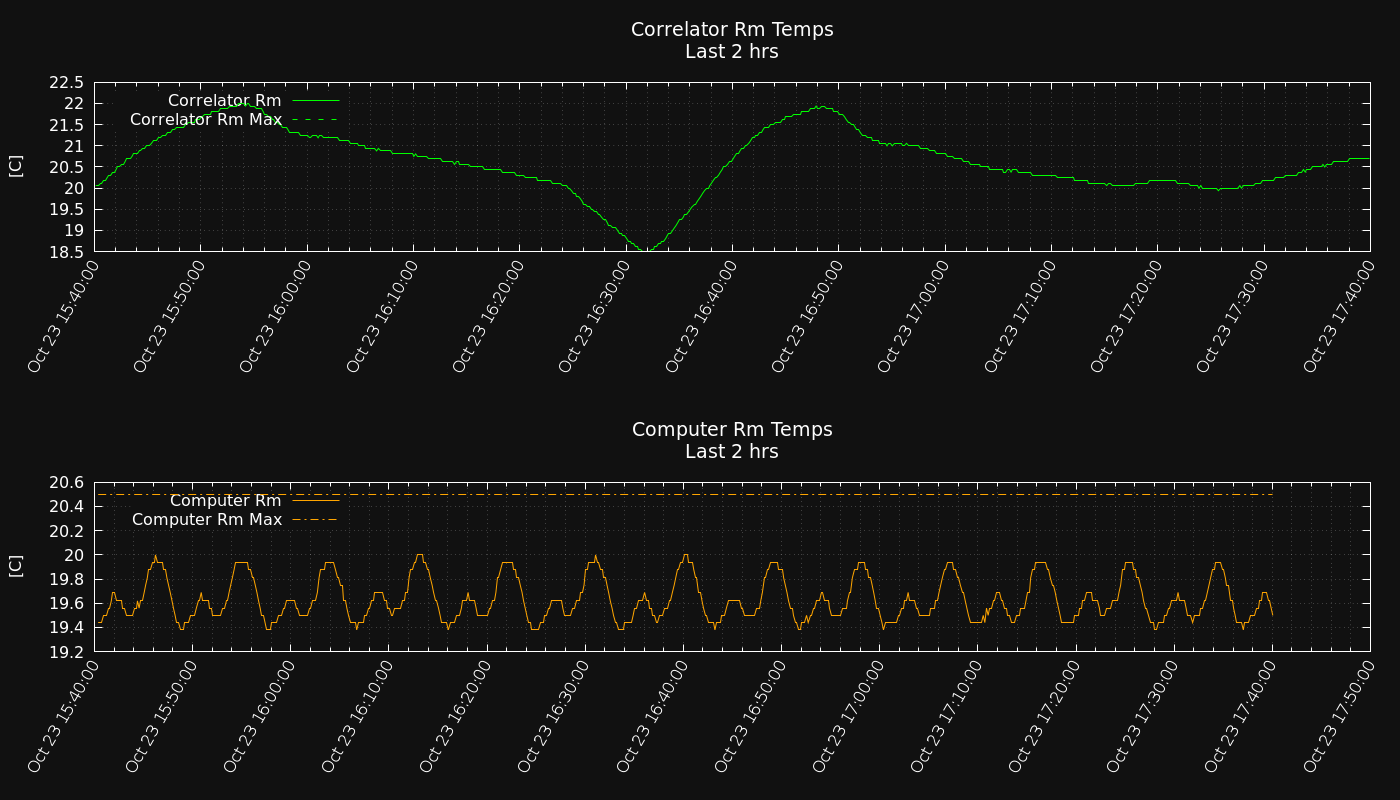 Correlator Rm Temps
Last 2 hrs
22.5
22
21.5
21
20.5
20
19.5
19
18.5
[C]
Correlator Rm
Correlator Rm Max
Oct 23 15:40:00
Oct 23 15:50:00
Oct 23 16:00:00
Oct 23 16:10:00
Oct 23 16:20:00
Oct 23 16:30:00
Oct 23 16:40:00
Oct 23 16:50:00
Oct 23 17:00:00
Oct 23 17:10:00
Oct 23 17:20:00
Oct 23 17:30:00
Oct 23 17:40:00
Computer Rm Temps
Last 2 hrs
20.6
20.4
20.2
20
19.8
19.6
19.4
19.2
[C]
Computer Rm
Computer Rm Max
Oct 23 15:40:00
Oct 23 15:50:00
Oct 23 16:00:00
Oct 23 16:10:00
Oct 23 16:20:00
Oct 23 16:30:00
Oct 23 16:40:00
Oct 23 16:50:00
Oct 23 17:00:00
Oct 23 17:10:00
Oct 23 17:20:00
Oct 23 17:30:00
Oct 23 17:40:00
Oct 23 17:50:00